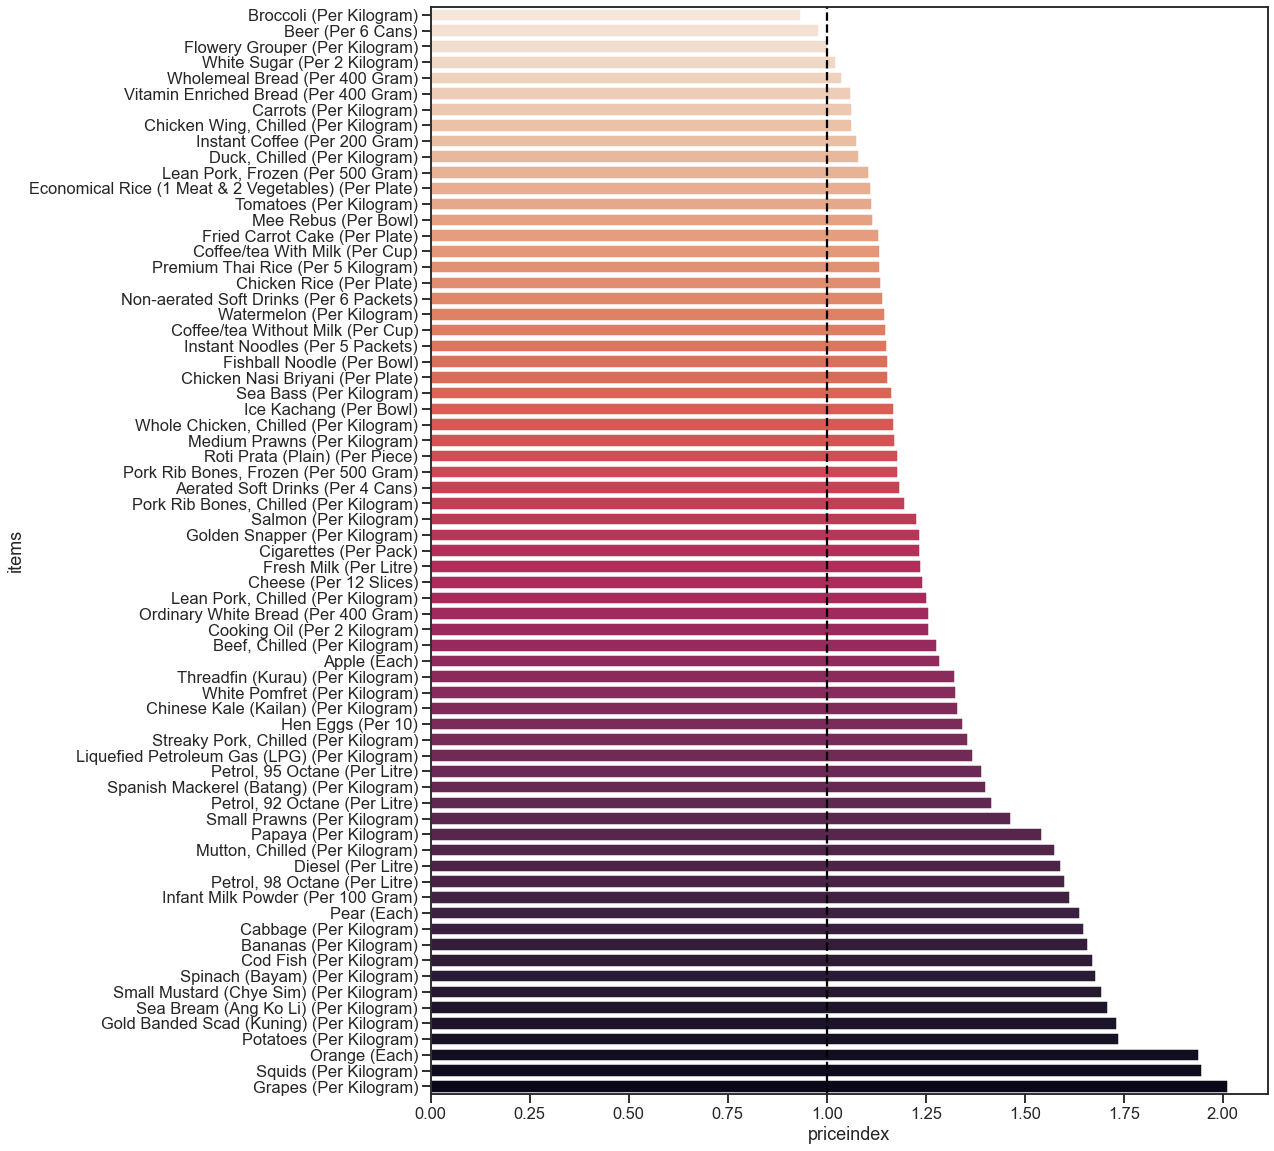 Broccoli (Per Kilogram)
Beer (Per 6 Cans)
Flowery Grouper (Per Kilogram)
White Sugar (Per 2 Kilogram)
Wholemeal Bread (Per 400 Gram)
Vitamin Enriched Bread (Per 400 Gram)
Carrots (Per Kilogram)
Chicken Wing, Chilled (Per Kilogram)
Instant Coffee (Per 200 Gram)
Duck, Chilled (Per Kilogram)
Lean Pork, Frozen (Per 500 Gram)
Economical Rice (1 Meat & 2 Vegetables) (Per Plate)
Tomatoes (Per Kilogram)
Mee Rebus (Per Bowl)
Fried Carrot Cake (Per Plate)
Coffee/tea With Milk (Per Cup)
Premium Thai Rice (Per 5 Kilogram)
Chicken Rice (Per Plate)
Non-aerated Soft Drinks (Per 6 Packets)
Watermelon (Per Kilogram)
Coffee/tea Without Milk (Per Cup)
Instant Noodles (Per 5 Packets)
Fishball Noodle (Per Bowl)
Chicken Nasi Briyani (Per Plate)
Sea Bass (Per Kilogram)
Ice Kachang (Per Bowl)
Whole Chicken, Chilled (Per Kilogram)
Medium Prawns (Per Kilogram)
Roti Prata (Plain) (Per Piece)
Pork Rib Bones, Frozen (Per 500 Gram)
Aerated Soft Drinks (Per 4 Cans)
Pork Rib Bones, Chilled (Per Kilogram)
Salmon (Per Kilogram)
Golden Snapper (Per Kilogram)
Cigarettes (Per Pack)
Fresh Milk (Per Litre)
Cheese (Per 12 Slices)
Lean Pork, Chilled (Per Kilogram)
Ordinary White Bread (Per 400 Gram)
Cooking Oil (Per 2 Kilogram)
Beef, Chilled (Per Kilogram)
Apple (Each)
Threadfin (Kurau) (Per Kilogram)
White Pomfret (Per Kilogram)
Chinese Kale (Kailan) (Per Kilogram)
Hen Eggs (Per 10)
Streaky Pork, Chilled (Per Kilogram)
Liquefied Petroleum Gas (LPG) (Per Kilogram)
Petrol, 95 Octane (Per Litre)
Spanish Mackerel (Batang) (Per Kilogram)
Petrol, 92 Octane (Per Litre)
Small Prawns (Per Kilogram)
Papaya (Per Kilogram)
Mutton, Chilled (Per Kilogram)
Diesel (Per Litre)
Petrol, 98 Octane (Per Litre)
Infant Milk Powder (Per 100 Gram)
Pear (Each)
Cabbage (Per Kilogram)
Bananas (Per Kilogram)
Cod Fish (Per Kilogram)
Spinach (Bayam) (Per Kilogram)
Small Mustard (Chye Sim) (Per Kilogram)
Sea Bream (Ang Ko Li) (Per Kilogram)
Gold Banded Scad (Kuning) (Per Kilogram)
Potatoes (Per Kilogram)
Orange (Each)
Squids (Per Kilogram)
Grapes (Per Kilogram)
items
0.00 0.25 0.50 0.75 1.00 1.25 1.50 1.75 2.00
priceindex